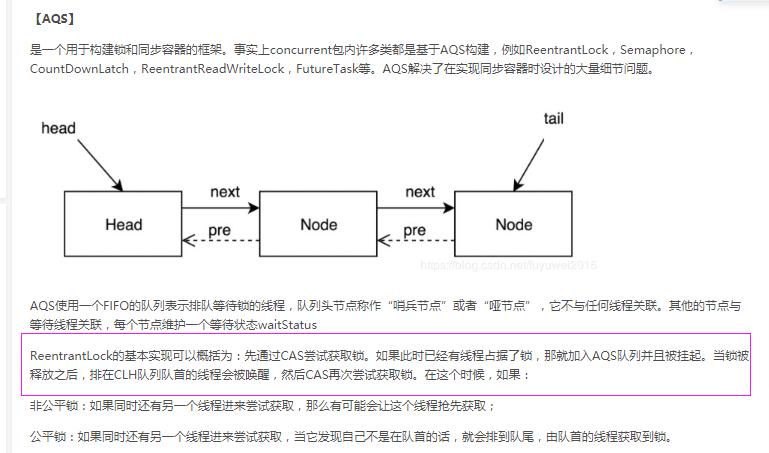 【AQS】
是一个用于构建锁和同步容器的框架。事实上concurrent包内许多类都是基于AQS构建，例如ReentrantLock，Semaphore，
CountDownLatch，ReentrantReadWriteLock，FutureTask等。AQS解决了在实现同步容器时设计的大量细节问题。
head
tail
next
next
Head
Node
Node
pre
pre
https://blog.csdn.net/fuyuwei2015
AQS使用一个FIFO的队列表示排队等待锁的线程，队列头节点称作“哨兵节点”或者“哑节点”，它不与任何线程关联。其他的节点与
等待线程关联，每个节点维护一个等待状态waitStatus
ReentrantLock的基本实现可以概括为：先通过CAS尝试获取锁。如果此时已经有线程占据了锁，那就加入AQS队列并且被挂起。当锁被
释放之后，排在CLH队列队首的线程会被唤醒，然后CAS再次尝试获取锁。在这个时候，如果：
非公平锁：如果同时还有另一个线程进来尝试获取，那么有可能会让这个线程抢先获取；
公平锁：如果同时还有另一个线程进来尝试获取，当它发现自己不是在队首的话，就会排到队尾，由队首的线程获取到锁。